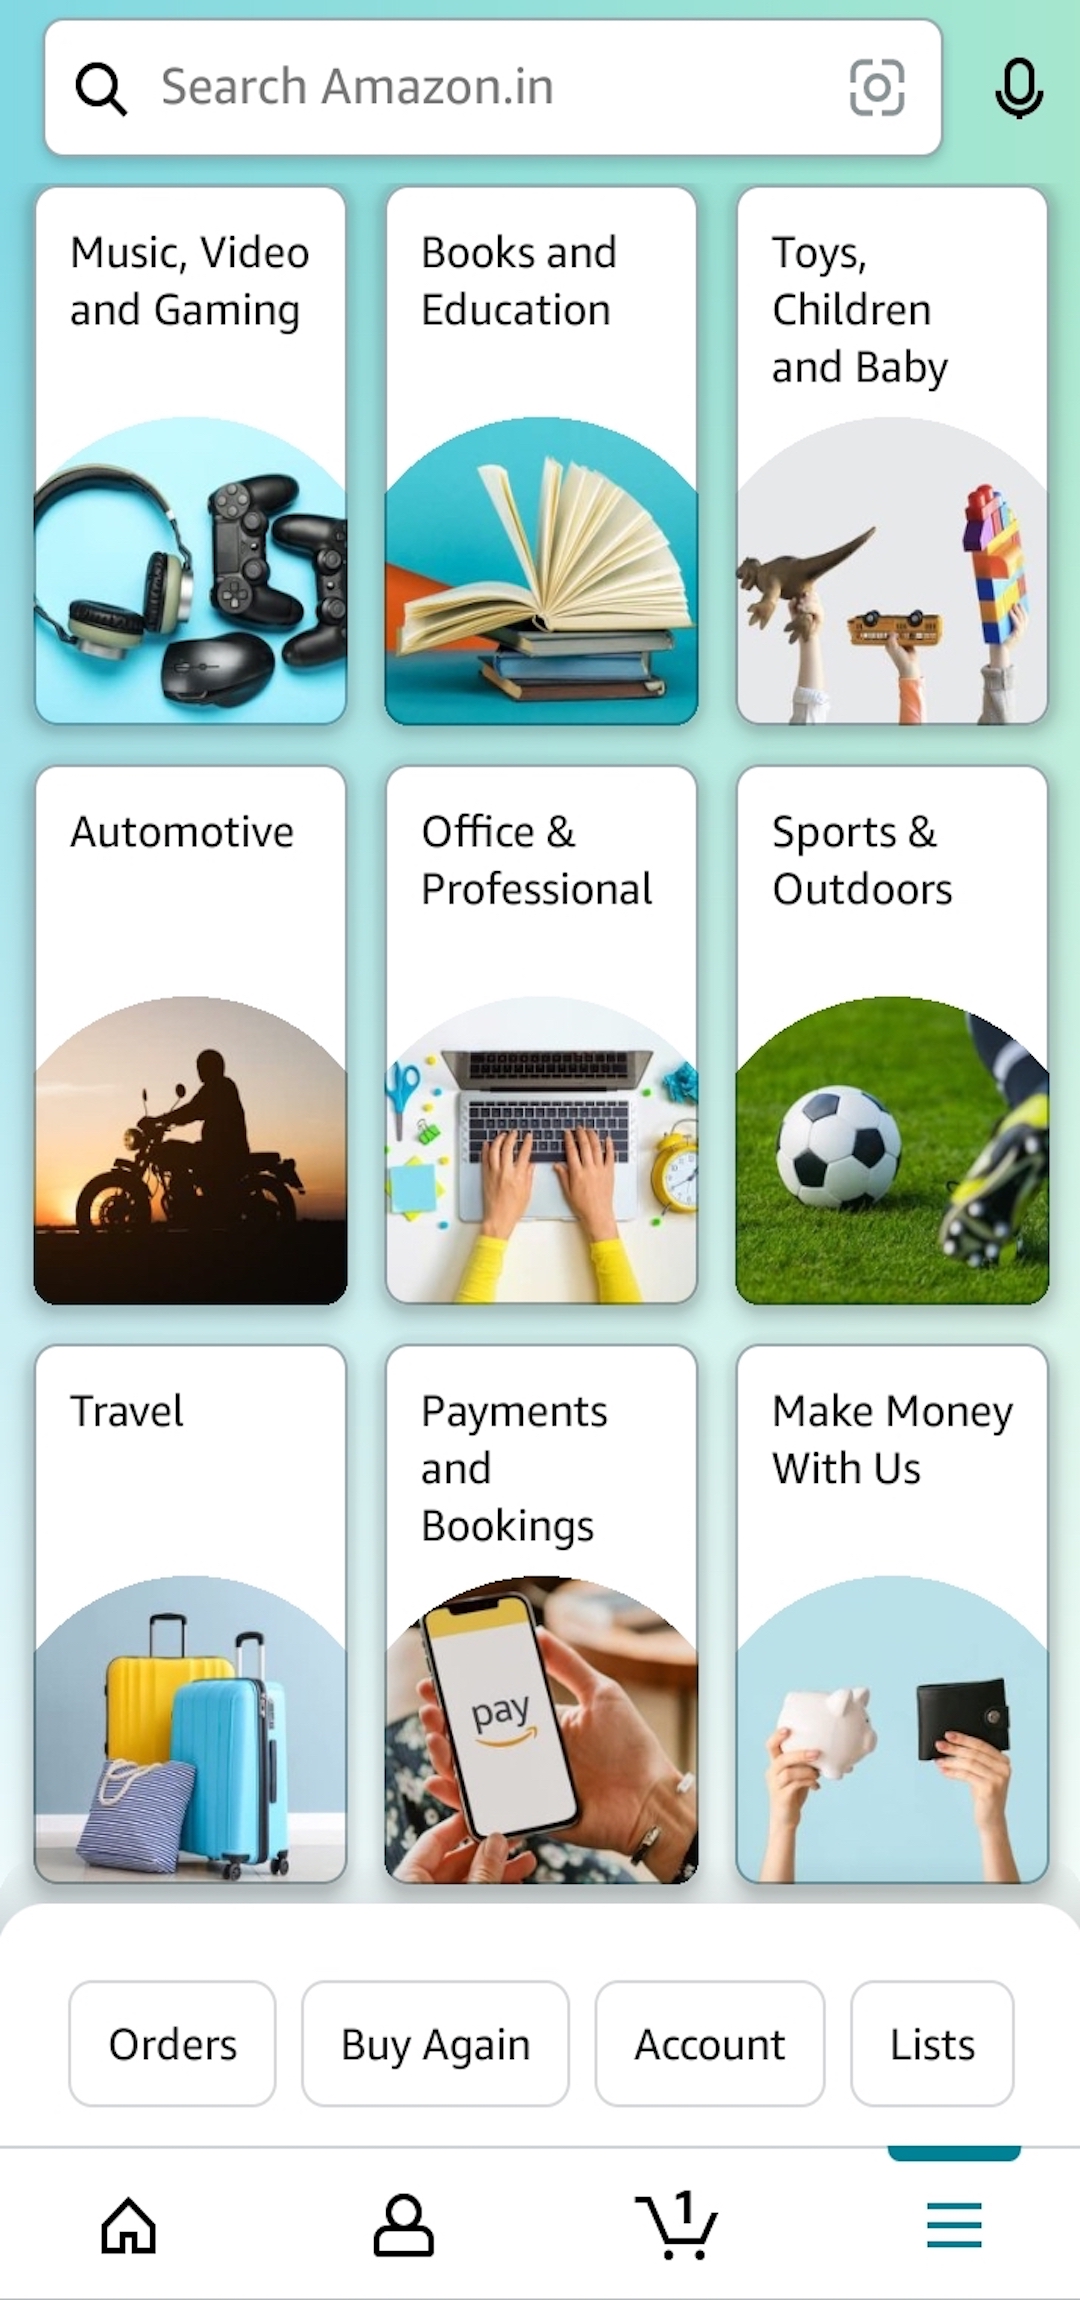 Search Amazon.in
Music, Video
and Gaming
Books and
Education
Toys,
Children
and Baby
Automotive
Office &
Professional
Sports &
Outdoors
Travel
Payments
and
Bookings
Make Money
With Us
pay
Orders
Buy Again
Account
Lists
1